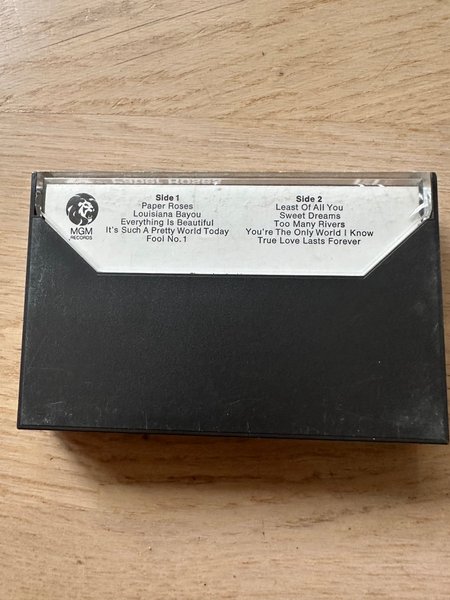 Paper Roses
Side 1
Paper Roses
Louisiana Bayou
Everything Is Beautiful
It's Such A Pretty World Today
Fool No. 1
Side 2
Least Of All You
Sweet Dreams
Too Many Rivers
You're The Only World I Know
True Love Lasts Forever
MGM
RECORDS